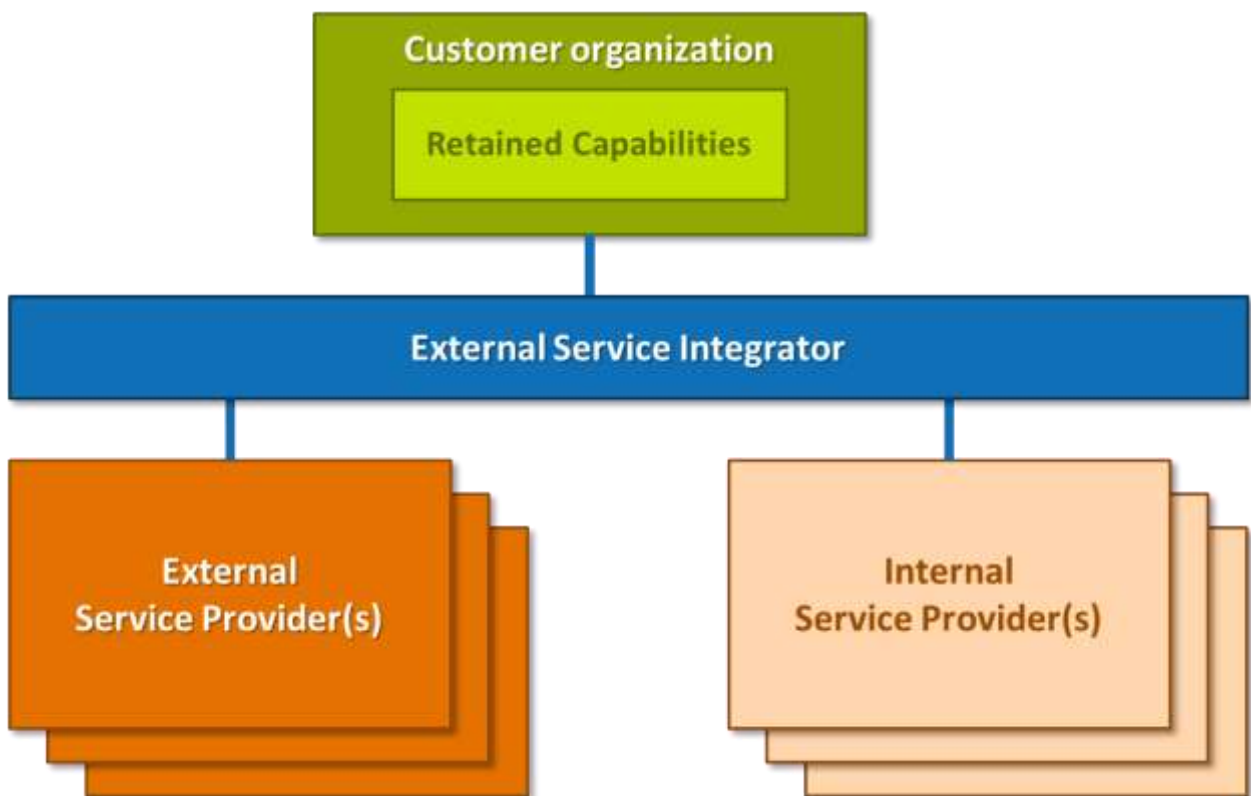 Customer organization
Retained Capabilities
External Service Integrator
External
Service Provider(s)
Internal
Service Provider(s)